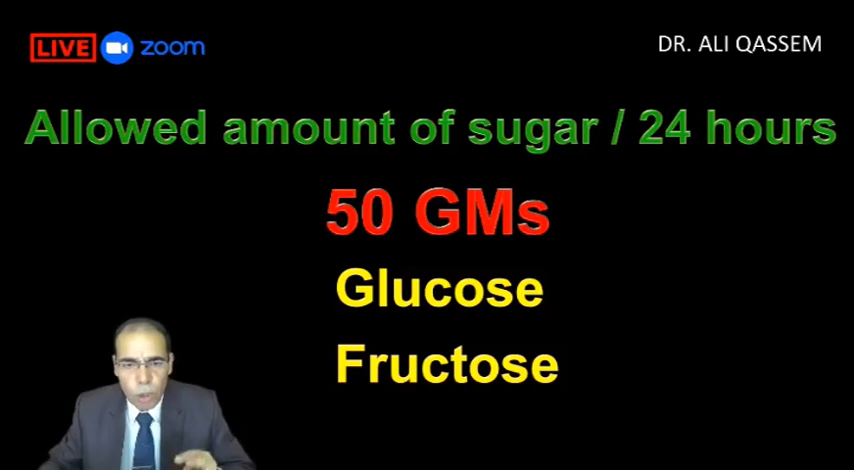 LIVE zoom
DR. ALI QASSEM
Allowed amount of sugar / 24 hours
50 GMs
Glucose
Fructose